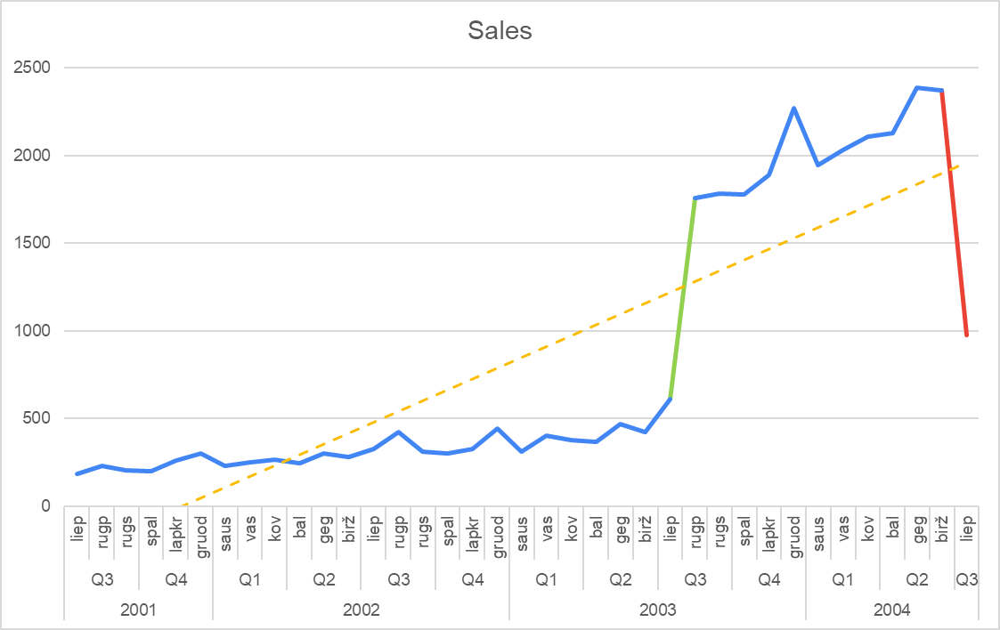 Sales
2500
2000
1500
1000
500
0
liep rugp rugs spal lapkr gruod saus vas kov bal geg birž liep rugp rugs spal lapkr gruod saus vas kov bal geg birž liep rugp rugs spal lapkr gruod saus vas kov bal geg birž liep
Q3 Q4 Q1 Q2 Q3 Q4 Q1 Q2 Q3 Q4 Q1 Q2 Q3
2001 2002 2003 2004